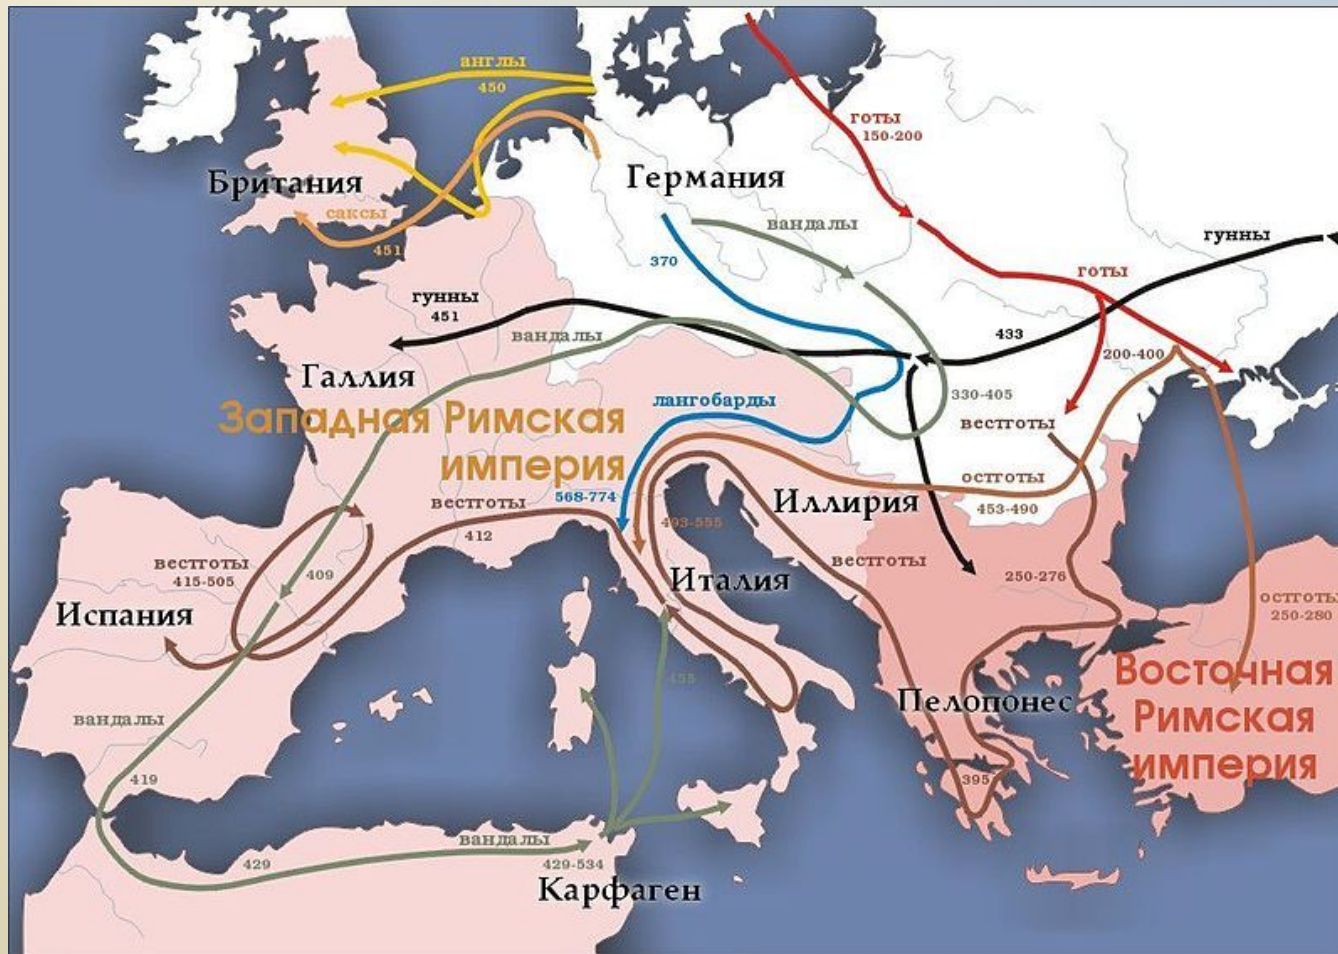 англы
450
готы
150-200
Британия
Германия
саксы
451
вандалы
370
гунны
готы
гунны
451
433
вандалы
200-400
Галлия
330-405
Западная Римская
империя
лангобарды
вестготы
остготы
453-490
568-774
вестготы
412
Иллирия
493-555
вестготы
415-505
409
вестготы
Италия
250-276
Испания
остготы
250-280
455
Восточная
Римская
империя
Пелопонес
вандалы
419
395
вандалы
429
429-534
Карфаген